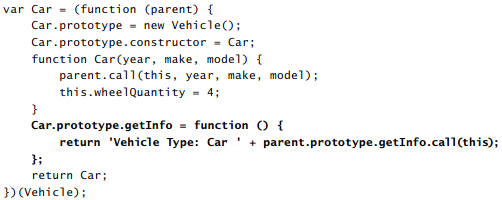 var Car = (function (parent) {
    Car.prototype = new Vehicle();
    Car.prototype.constructor = Car;
    function Car(year, make, model) {
        parent.call(this, year, make, model);
        this.wheelQuantity = 4;
    }
    Car.prototype.getInfo = function () {
        return 'Vehicle Type: Car ' + parent.prototype.getInfo.call(this);
    };
    return Car;
})(Vehicle);